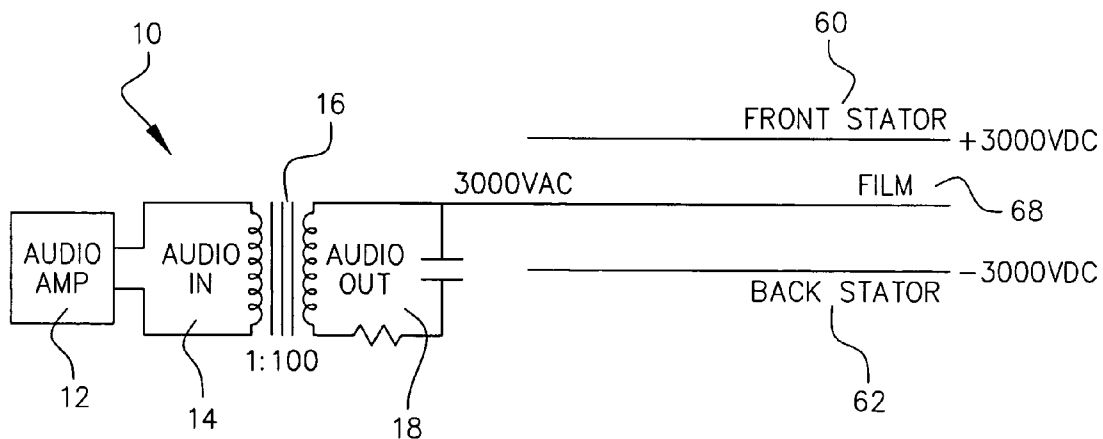 60
10
16
FRONT STATOR
+3000VDC
3000VAC
FILM
68
AUDIO AMP
AUDIO IN
AUDIO OUT
-3000VDC
BACK STATOR
1:100
12
14
18
62